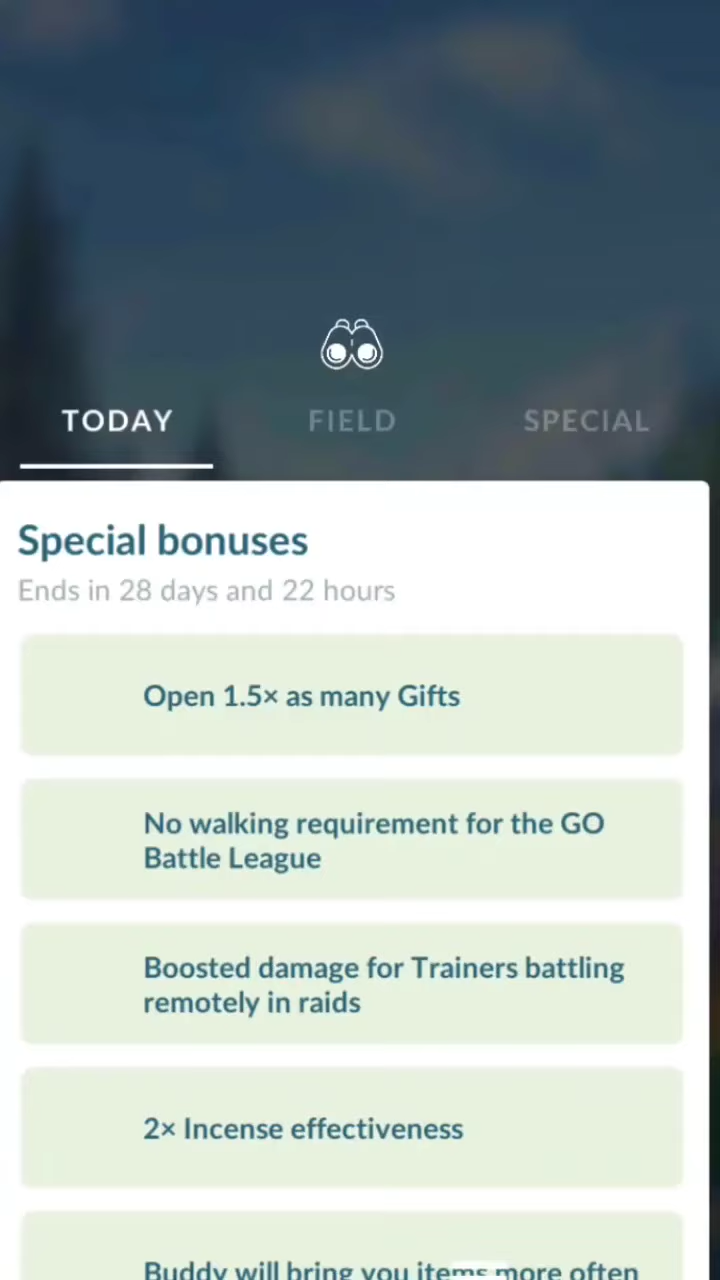 TODAY FIELD SPECIAL
Special bonuses
Ends in 28 days and 22 hours
Open 1.5× as many Gifts
No walking requirement for the GO
Battle League
Boosted damage for Trainers battling
remotely in raids
2× Incense effectiveness
Buddy will bring you items more often